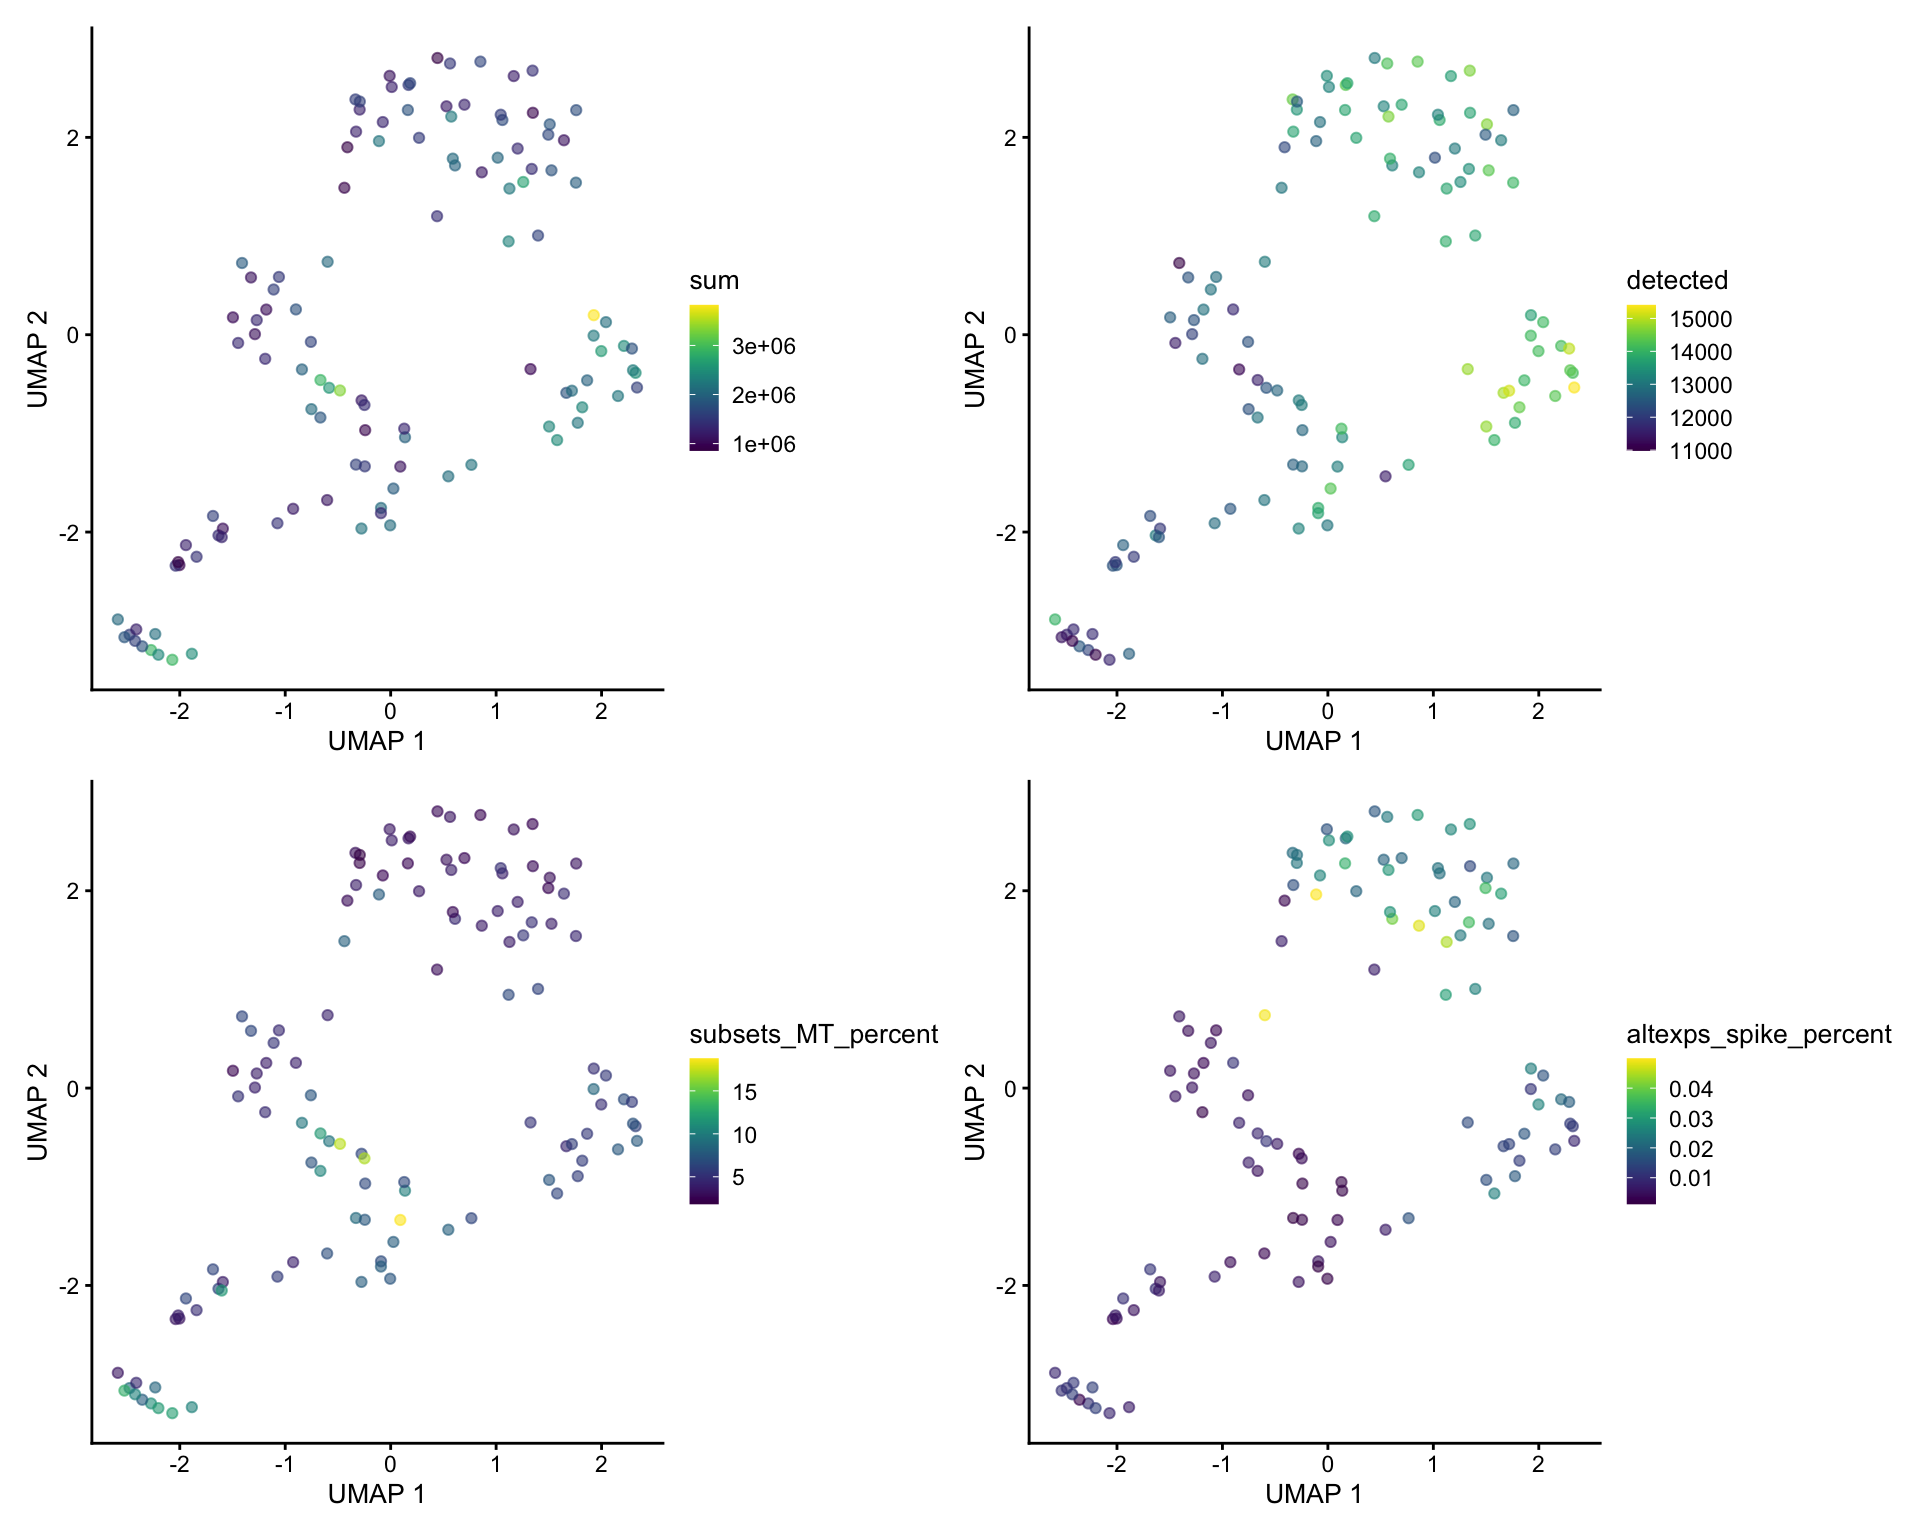 2
0
-2
UMAP 2
-2 -1 0 1 2
UMAP 1
sum
3e+06
2e+06
1e+06
2
0
-2
UMAP 2
-2 -1 0 1 2
UMAP 1
detected
15000
14000
13000
12000
11000
2
0
-2
UMAP 2
-2 -1 0 1 2
UMAP 1
subsets_MT_percent
15
10
5
2
0
-2
UMAP 2
-2 -1 0 1 2
UMAP 1
altexps_spike_percent
0.04
0.03
0.02
0.01